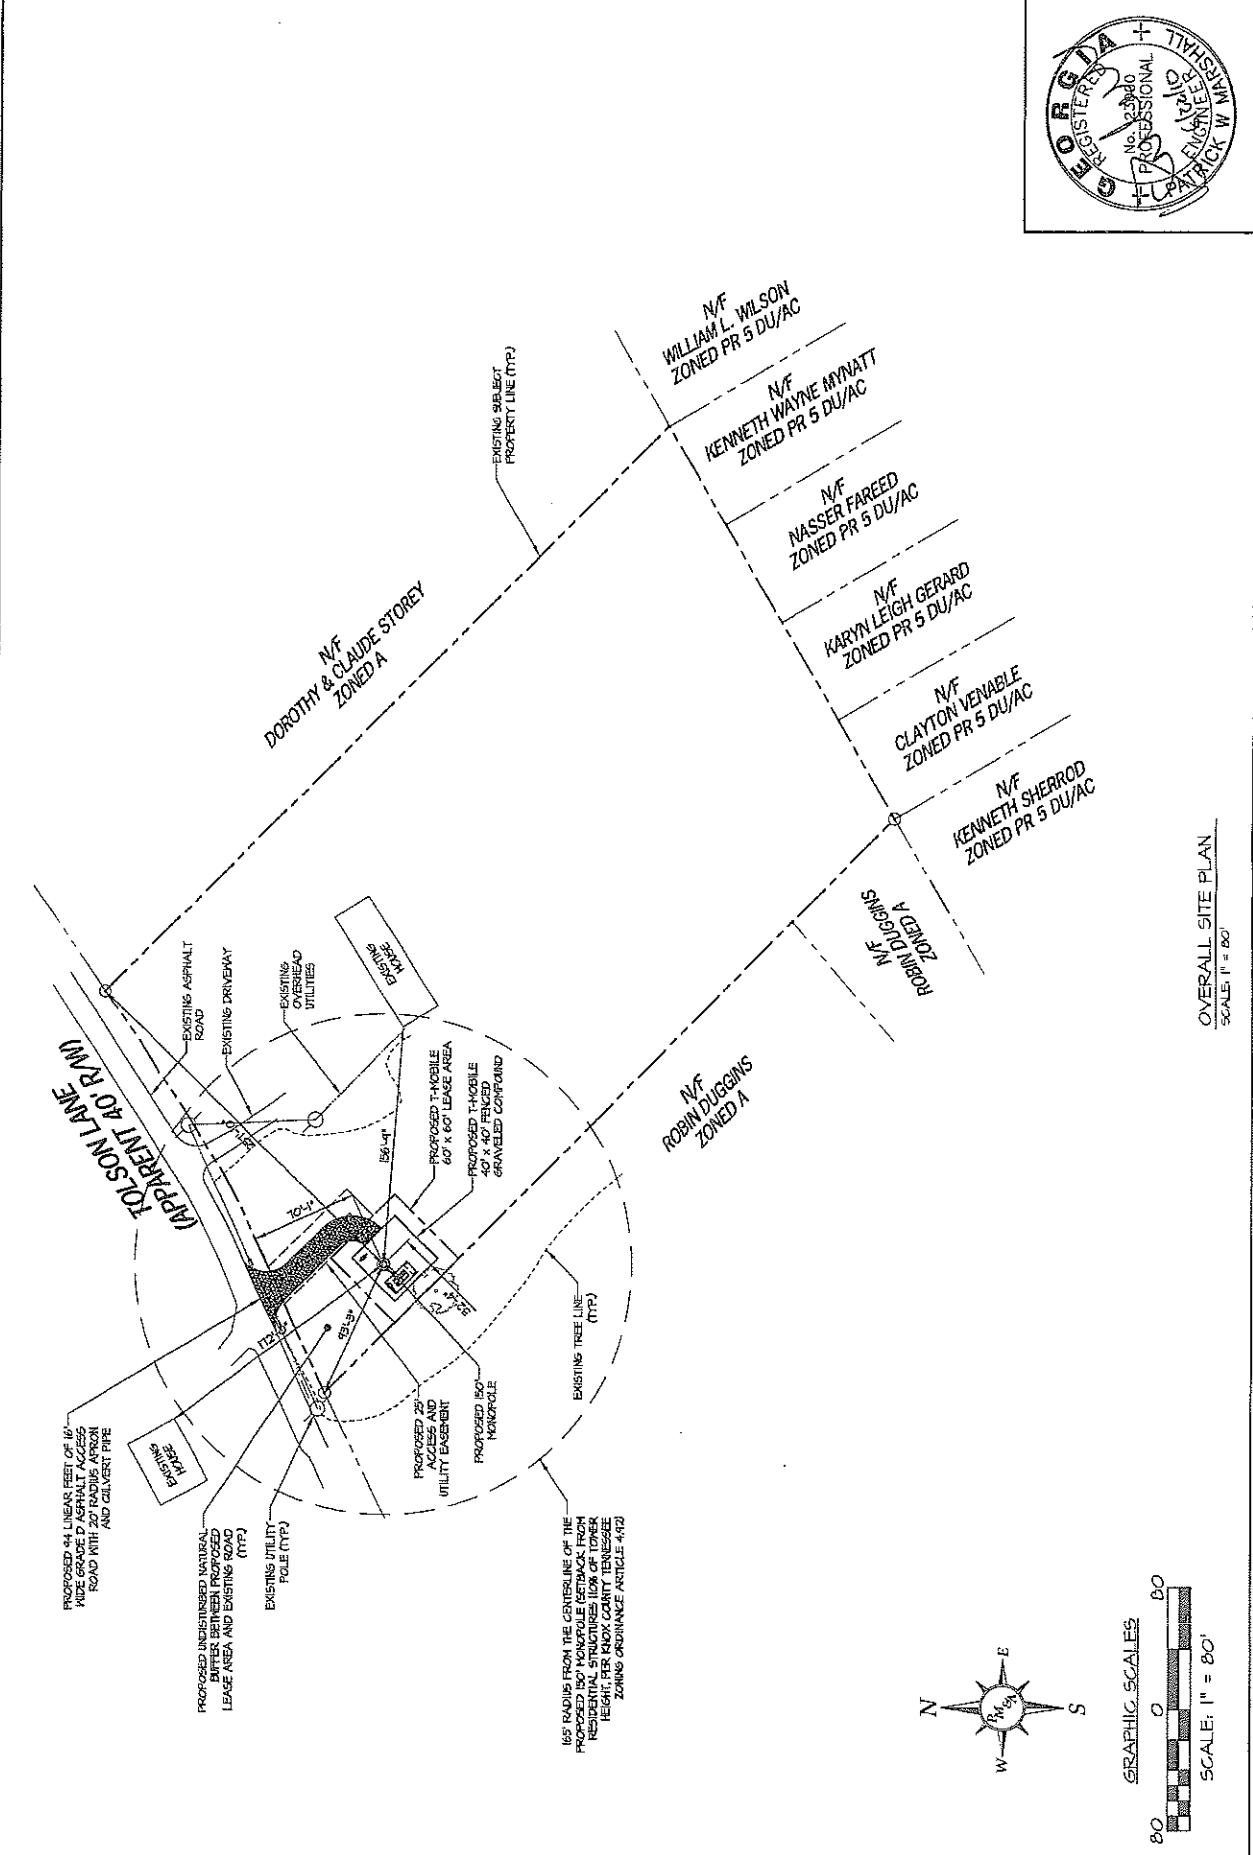 PROPOSED 44 LINEAR FEET OF 16'
WIDE GRADE D ASPHALT ACCESS
ROAD WITH 20' RADIUS APRON
AND CULVERT PIPE
EXISTING
HOUSE
PROPOSED UNDISTURBED NATURAL
BUFFER BETWEEN PROPOSED
LEASE AREA AND EXISTING ROAD
(TYP.)
EXISTING UTILITY
POLE (TYP.)
TOLSON LANE
(APPARENT 40' R/W)
EXISTING ASPHALT
ROAD
EXISTING DRIVEWAY
EXISTING
OVERHEAD
UTILITIES
EXISTING
HOUSE
172'-0"
70'-1"
93'-3"
156'-9"
PROPOSED T-MOBILE
60' x 60' LEASE AREA
PROPOSED T-MOBILE
40' x 40' FENCED
GRAVELED COMPOUND
PROPOSED 25'
ACCESS AND
UTILITY EASEMENT
PROPOSED 150'
MONOPOLE
EXISTING TREE LINE
(TYP.)
165' RADIUS FROM THE CENTERLINE OF THE
PROPOSED 150' MONOPOLE (SETBACK FROM
RESIDENTIAL STRUCTURES 110% OF TOWER
HEIGHT, PER KNOX COUNTY TENNESSEE
ZONING ORDINANCE ARTICLE 4.92)
N/F
DOROTHY & CLAUDE STOREY
ZONED A
EXISTING SUBJECT
PROPERTY LINE (TYP.)
N/F
WILLIAM L. WILSON
ZONED PR 5 DU/AC
N/F
KENNETH WAYNE MYNATT
ZONED PR 5 DU/AC
N/F
NASSER FAREED
ZONED PR 5 DU/AC
N/F
KARYN LEIGH GERARD
ZONED PR 5 DU/AC
N/F
CLAYTON VENABLE
ZONED PR 5 DU/AC
N/F
KENNETH SHERROD
ZONED PR 5 DU/AC
N/F
ROBIN DUGGINS
ZONED A
N/F
ROBIN DUGGINS
ZONED A
N
W
E
S
GRAPHIC SCALES
80
0
80
SCALE: 1" = 80'
OVERALL SITE PLAN
SCALE: 1" = 80'
GEORGIA
REGISTERED
PROFESSIONAL
ENGINEER
PATRICK W MARSHALL